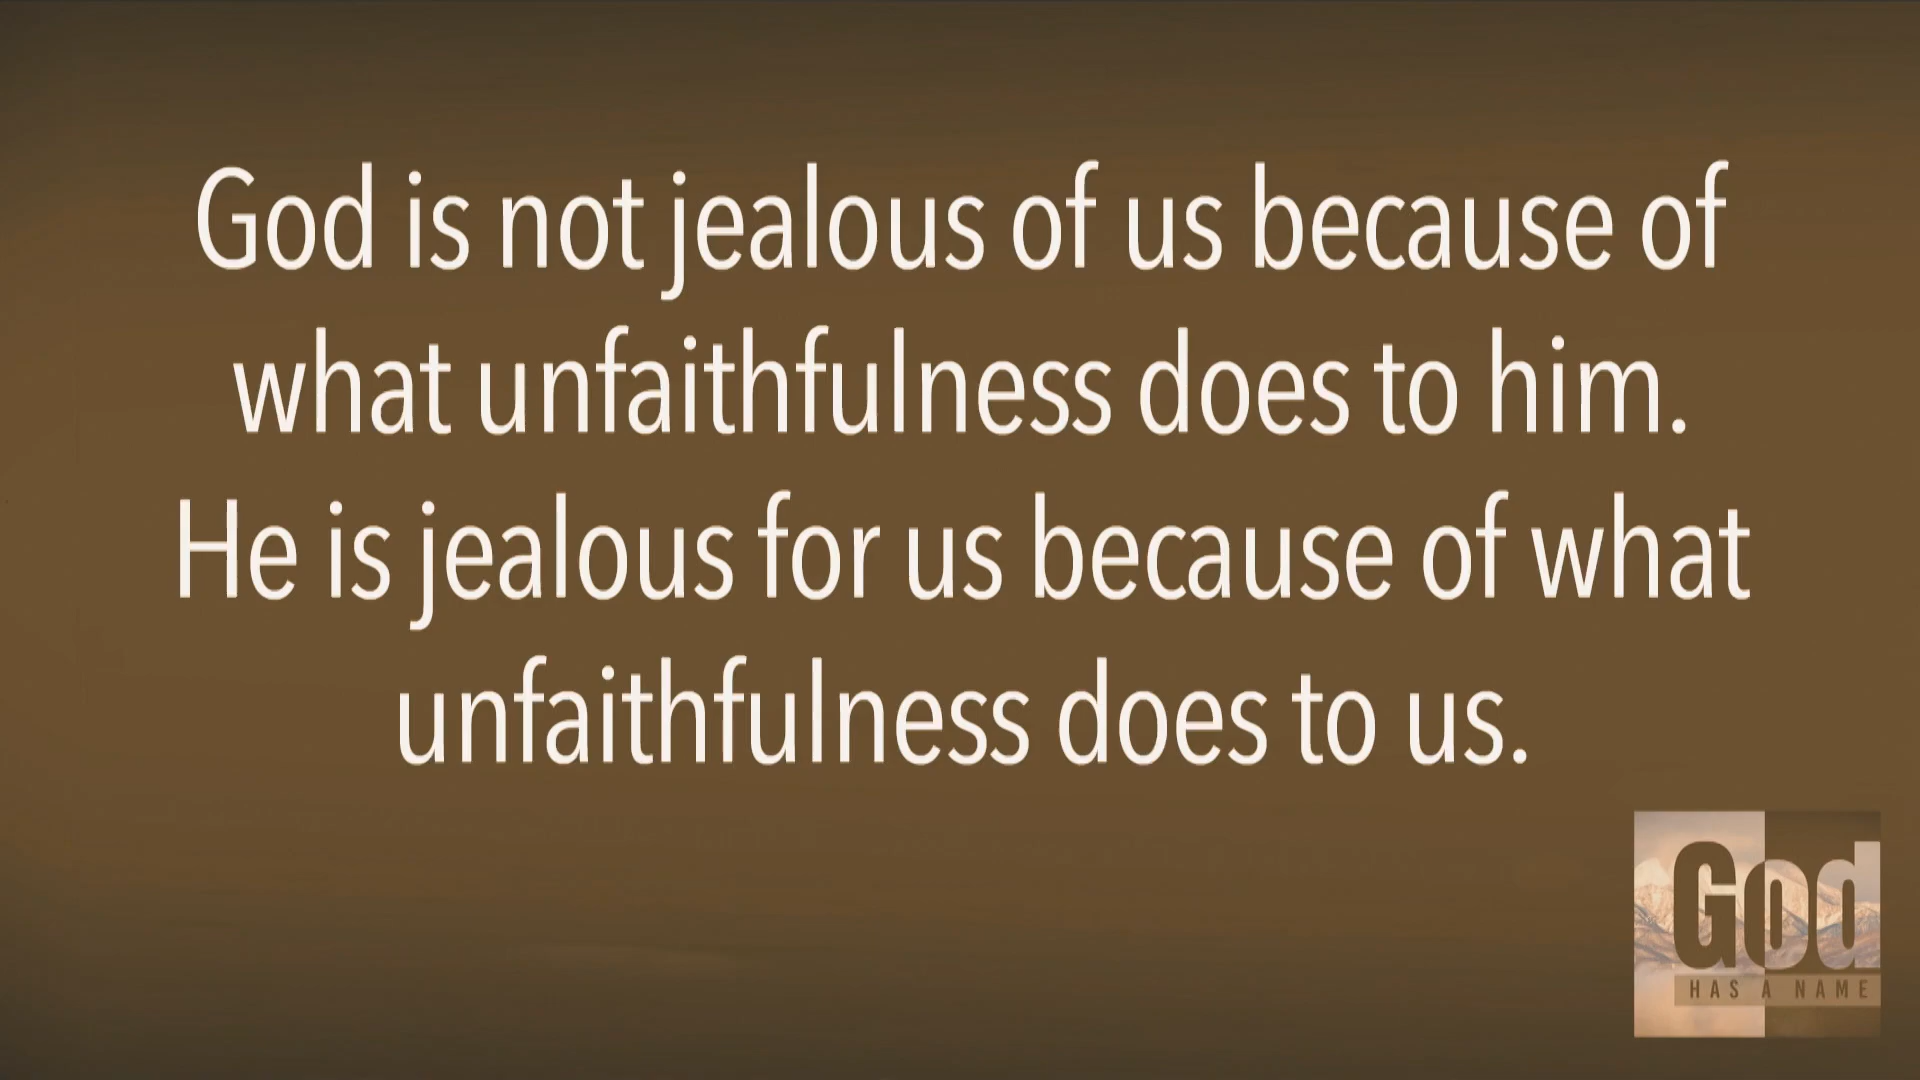 God is not jealous of us because of
what unfaithfulness does to him.
He is jealous for us because of what
unfaithfulness does to us.
God
HAS A NAME